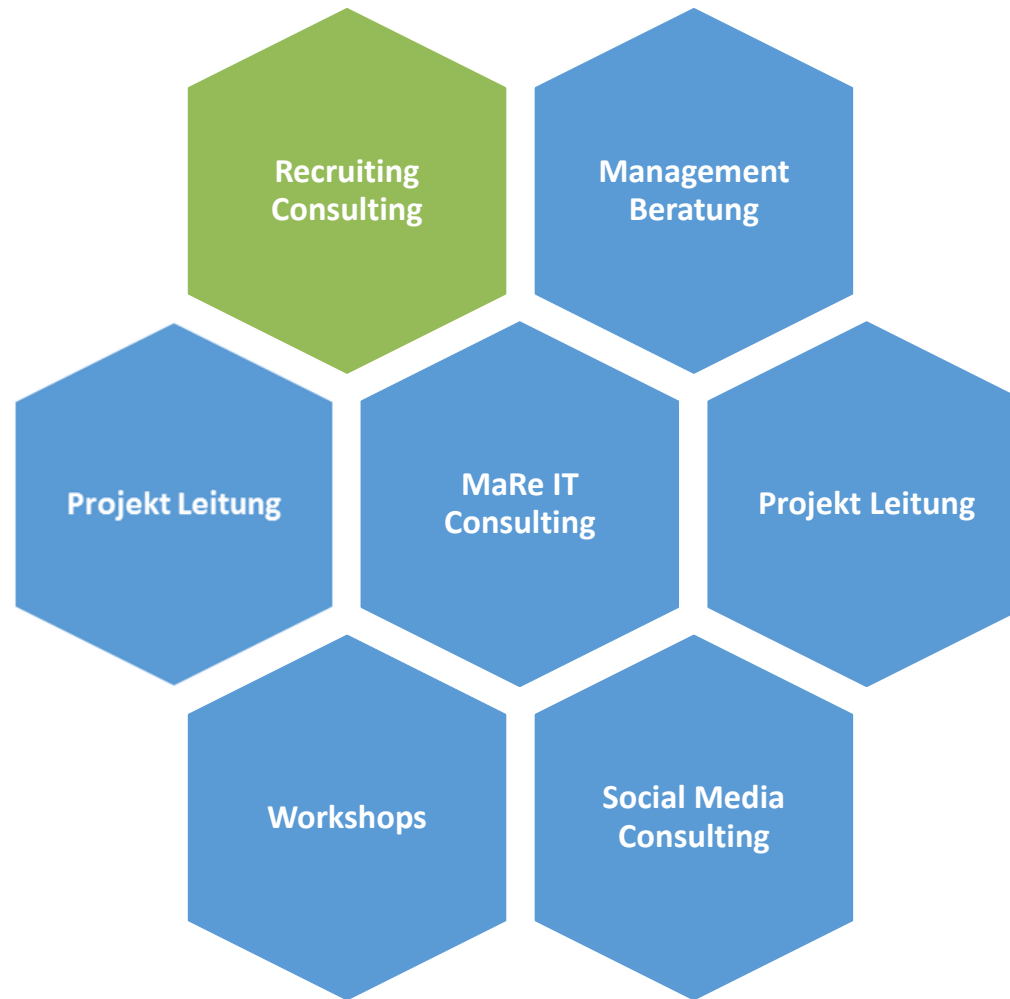 Recruiting
Consulting
Management
Beratung
Projekt Leitung
MaRe IT
Consulting
Projekt Leitung
Workshops
Social Media
Consulting